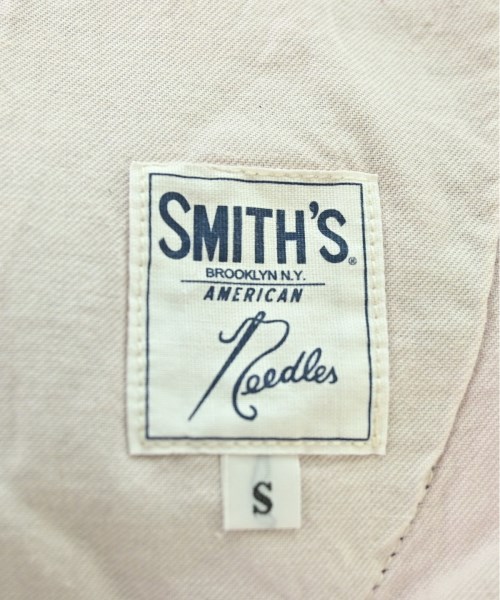 SMITH'S®
BROOKLYN N.Y.
AMERICAN
Needles
S